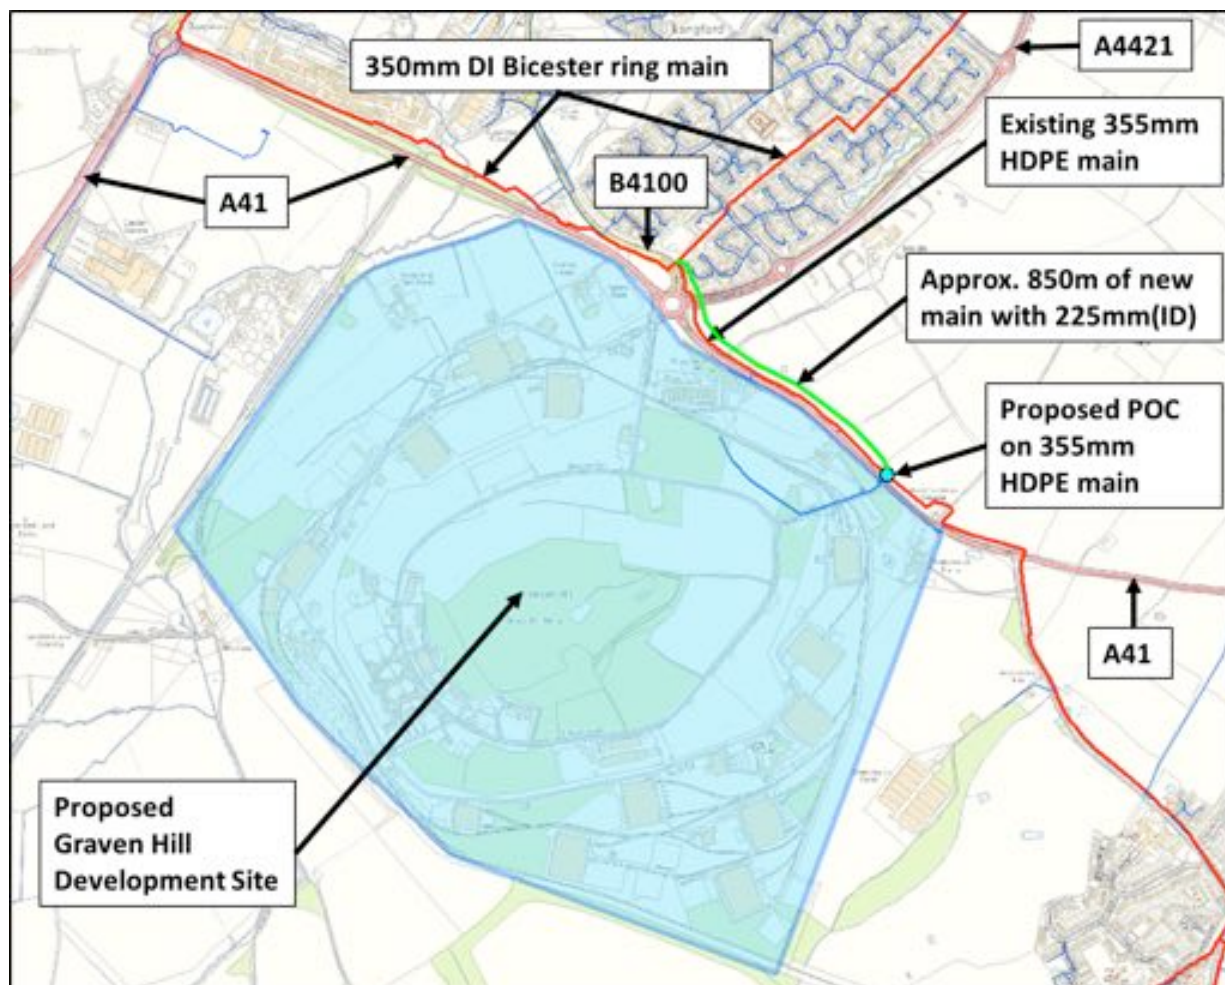 A4421
350mm DI Bicester ring main
Existing 355mm
HDPE main
A41
B4100
Approx. 850m of new
main with 225mm(ID)
Proposed POC
on 355mm
HDPE main
A41
Proposed
Graven Hill
Development Site